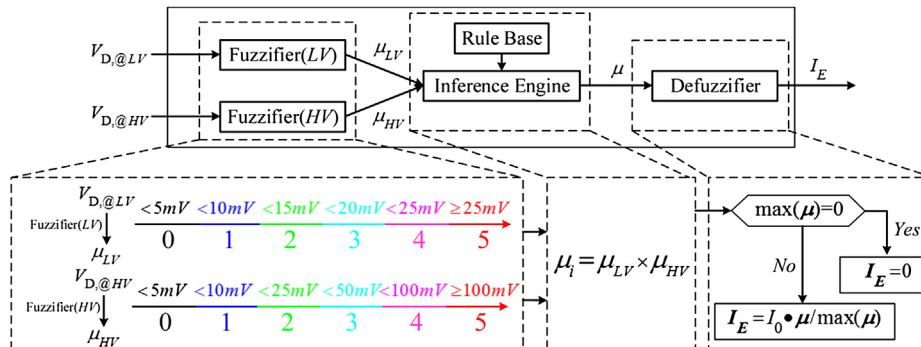 Rule Base
V_D,@LV
Fuzzifier(LV)
μ_LV
Inference Engine
μ
Defuzzifier
I_E
V_D,@HV
Fuzzifier(HV)
μ_HV
V_D,@LV
Fuzzifier(LV)
μ_LV
<5mV <10mV <15mV <20mV <25mV ≥25mV
0 1 2 3 4 5
V_D,@HV
Fuzzifier(HV)
μ_HV
<5mV <10mV <25mV <50mV <100mV ≥100mV
0 1 2 3 4 5
μ_i = μ_LV × μ_HV
max(μ)=0
Yes
No
I_E=0
I_E=I_0•μ/max(μ)